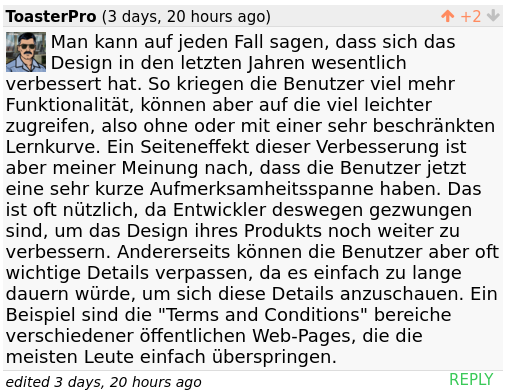 ToasterPro (3 days, 20 hours ago) +2
Man kann auf jeden Fall sagen, dass sich das
Design in den letzten Jahren wesentlich
verbessert hat. So kriegen die Benutzer viel mehr
Funktionalität, können aber auf die viel leichter
zugreifen, also ohne oder mit einer sehr beschränkten
Lernkurve. Ein Seiteneffekt dieser Verbesserung ist
aber meiner Meinung nach, dass die Benutzer jetzt
eine sehr kurze Aufmerksamheitsspanne haben. Das
ist oft nützlich, da Entwickler deswegen gezwungen
sind, um das Design ihres Produkts noch weiter zu
verbessern. Andererseits können die Benutzer aber oft
wichtige Details verpassen, da es einfach zu lange
dauern würde, um sich diese Details anzuschauen. Ein
Beispiel sind die "Terms and Conditions" bereiche
verschiedener öffentlichen Web-Pages, die die
meisten Leute einfach überspringen.
edited 3 days, 20 hours ago REPLY